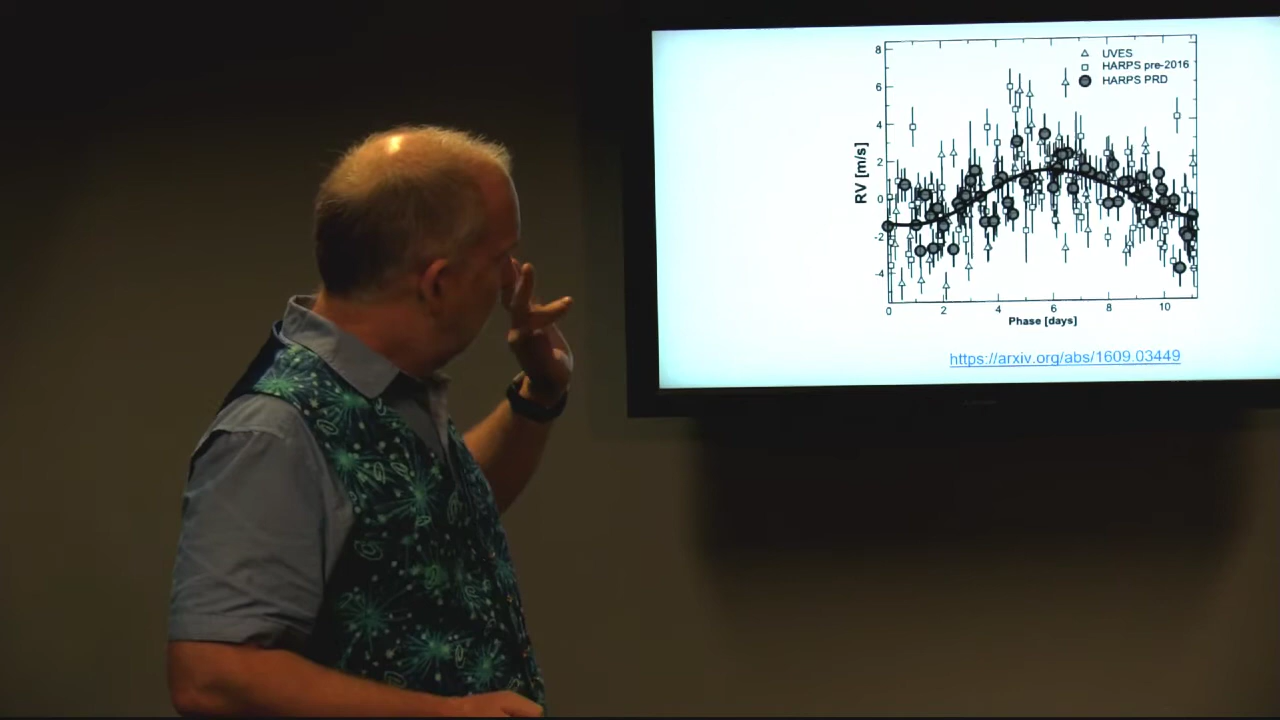 8
6
4
2
0
-2
-4
RV [m/s]
UVES
HARPS pre-2016
HARPS PRD
0 2 4 6 8 10
Phase [days]
https://arxiv.org/abs/1609.03449